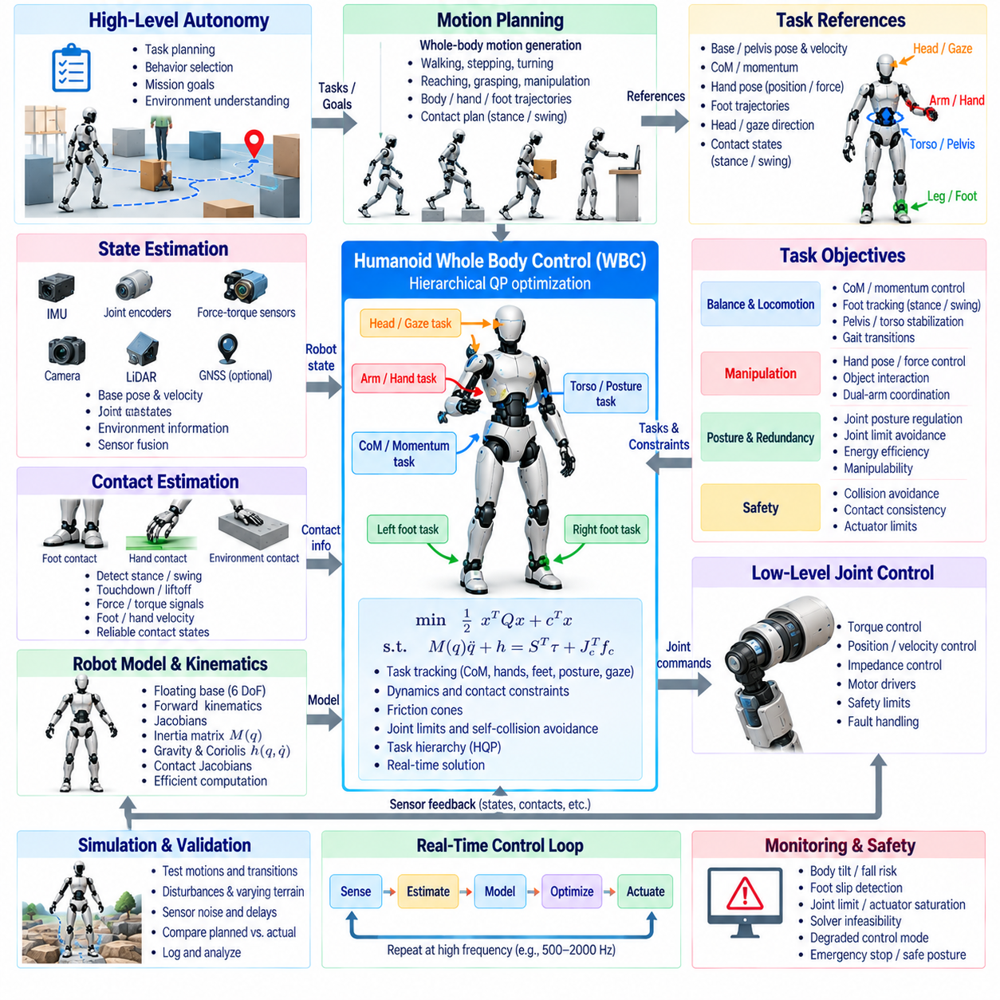 High-Level Autonomy
• Task planning
• Behavior selection
• Mission goals
• Environment understanding
Tasks /
Goals
Motion Planning
Whole-body motion generation
• Walking, stepping, turning
• Reaching, grasping, manipulation
• Body / hand / foot trajectories
• Contact plan (stance / swing)
References
Task References
• Base / pelvis pose & velocity
• CoM / momentum
• Hand pose (position / force)
• Foot trajectories
• Head / gaze direction
• Contact states
(stance / swing)
Head / Gaze
Arm / Hand
Torso / Pelvis
Leg / Foot
State Estimation
IMU
Joint encoders
Force-torque sensors
Camera
LiDAR
GNSS (optional)
• Base pose & velocity
• Joint
• Environment information
• Sensor fusion
Robot
state
Contact Estimation
Foot contact
Hand contact
Environment contact
• Detect stance / swing
• Touchdown / liftoff
• Force / torque signals
• Foot / hand velocity
• Reliable contact states
Contact
info
Robot Model & Kinematics
• Floating base (6 DoF)
• Forward kinematics
• Jacobians
• Inertia matrix M(q)
• Gravity & Coriolis h(q, q̇)
• Contact Jacobians
• Efficient computation
Model
Humanoid Whole Body Control (WBC)
Hierarchical QP optimization
Head / Gaze task
Arm / Hand task
Torso / Posture
task
CoM / Momentum
task
Left foot task
Right foot task
min 1/2 x^T Q x + c^T x
s.t. M(q)q̈ + h = S^T τ + J_c^T f_c
• Task tracking (CoM, hands, feet, posture, gaze)
• Dynamics and contact constraints
• Friction cones
• Joint limits and self-collision avoidance
• Task hierarchy (HQP)
• Real-time solution
Tasks &
Constraints
Task Objectives
Balance & Locomotion
• CoM / momentum control
• Foot tracking (stance / swing)
• Pelvis / torso stabilization
• Gait transitions
Manipulation
• Hand pose / force control
• Object interaction
• Dual-arm coordination
Posture & Redundancy
• Joint posture regulation
• Joint limit avoidance
• Energy efficiency
• Manipulability
Safety
• Collision avoidance
• Contact consistency
• Actuator limits
Joint
commands
Low-Level Joint Control
• Torque control
• Position / velocity control
• Impedance control
• Motor drivers
• Safety limits
• Fault handling
Sensor feedback (states, contacts, etc.)
Simulation & Validation
• Test motions and transitions
• Disturbances & varying terrain
• Sensor noise and delays
• Compare planned vs. actual
• Log and analyze
Real-Time Control Loop
Sense
Estimate
Model
Optimize
Actuate
Repeat at high frequency (e.g., 500–2000 Hz)
Monitoring & Safety
• Body tilt / fall risk
• Foot slip detection
• Joint limit / actuator saturation
• Solver infeasibility
• Degraded control mode
• Emergency stop / safe posture